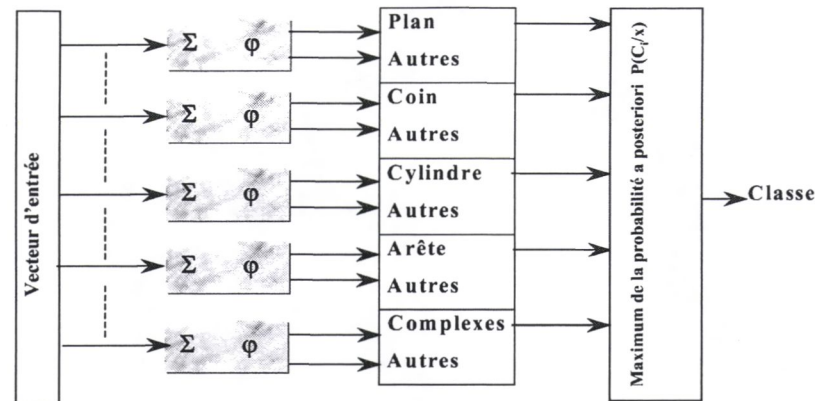 Vecteur d'entrée
Σ φ
Σ φ
Σ φ
Σ φ
Σ φ
Plan
Autres
Coin
Autres
Cylindre
Autres
Arête
Autres
Complexes
Autres
Maximum de la probabilité a posteriori P(Cᵢ/x)
Classe